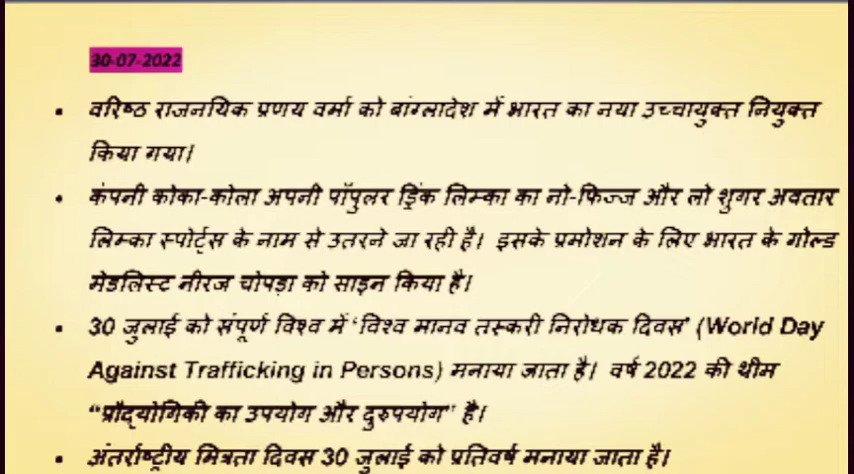 30-07-2022
• वरिष्ठ राजनयिक प्रणय वर्मा को बांग्लादेश में भारत का नया उच्चायुक्त नियुक्त
किया गया।
• कंपनी कोका-कोला अपनी पॉपुलर ड्रिंक लिम्का का नो-फिज्ज और लो शुगर अवतार
लिम्का स्पोर्ट्स के नाम से उतरने जा रही है। इसके प्रमोशन के लिए भारत के गोल्ड
मेडलिस्ट नीरज चोपड़ा को साइन किया है।
• 30 जुलाई को संपूर्ण विश्व में ‘विश्व मानव तस्करी निरोधक दिवस’ (World Day
Against Trafficking in Persons) मनाया जाता है। वर्ष 2022 की थीम
“प्रौद्योगिकी का उपयोग और दुरुपयोग” है।
• अंतर्राष्ट्रीय मित्रता दिवस 30 जुलाई को प्रतिवर्ष मनाया जाता है।